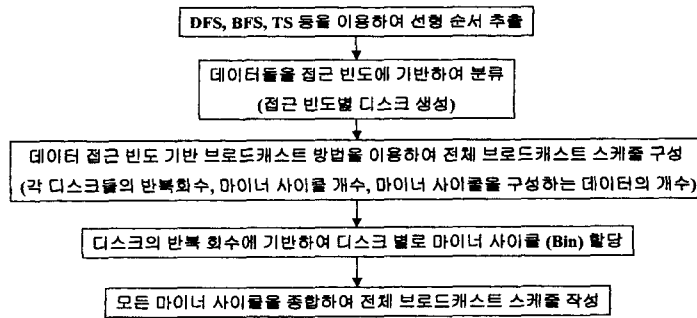 DFS, BFS, TS 등을 이용하여 선형 순서 추출
데이터들을 접근 빈도에 기반하여 분류
(접근 빈도별 디스크 생성)
데이터 접근 빈도 기반 브로드캐스트 방법을 이용하여 전체 브로드캐스트 스케줄 구성
(각 디스크들의 반복회수, 마이너 사이클 개수, 마이너 사이클을 구성하는 데이터의 개수)
디스크의 반복 회수에 기반하여 디스크 별로 마이너 사이클 (Bin) 할당
모든 마이너 사이클을 종합하여 전체 브로드캐스트 스케줄 작성